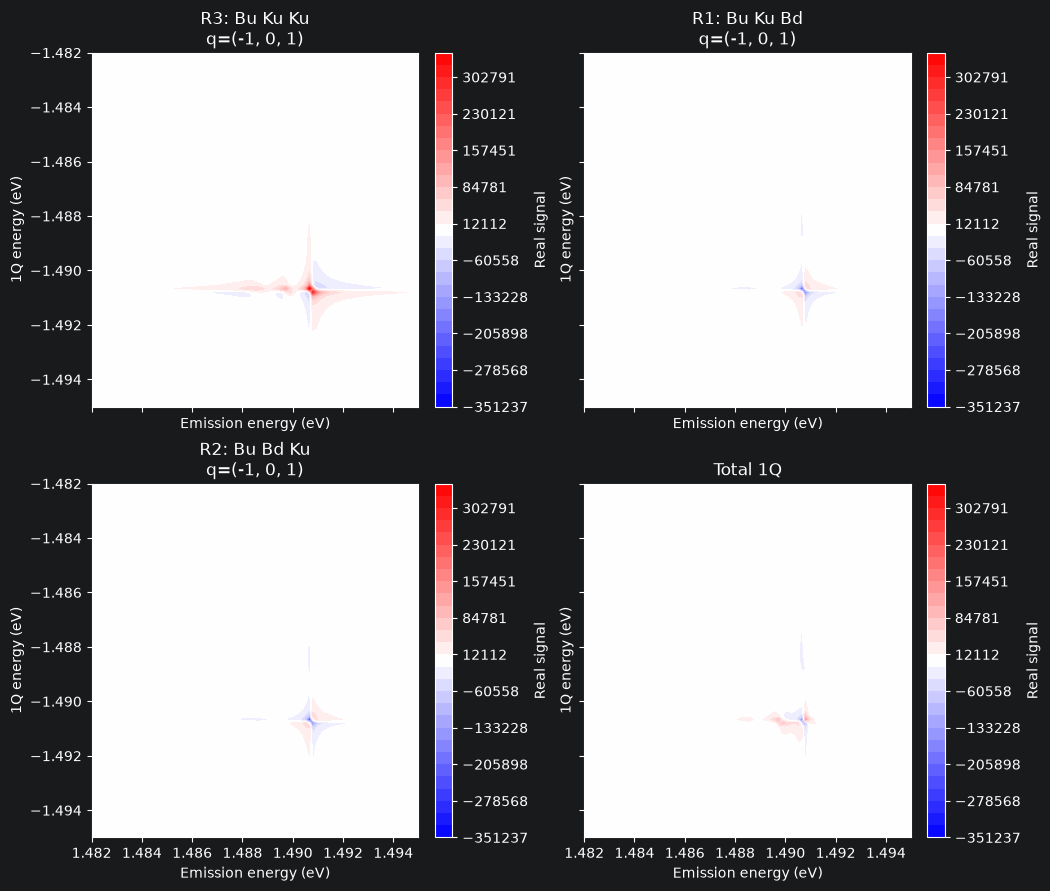 R3: Bu Ku Ku
q=(-1, 0, 1)
−1.482
−1.484
−1.486
−1.488
−1.490
−1.492
−1.494
1Q energy (eV)
Emission energy (eV)
302791
230121
157451
84781
12112
−60558
−133228
−205898
−278568
−351237
Real signal
R1: Bu Ku Bd
q=(-1, 0, 1)
1Q energy (eV)
Emission energy (eV)
302791
230121
157451
84781
12112
−60558
−133228
−205898
−278568
−351237
Real signal
R2: Bu Bd Ku
q=(-1, 0, 1)
−1.482
−1.484
−1.486
−1.488
−1.490
−1.492
−1.494
1Q energy (eV)
1.482 1.484 1.486 1.488 1.490 1.492 1.494
Emission energy (eV)
302791
230121
157451
84781
12112
−60558
−133228
−205898
−278568
−351237
Real signal
Total 1Q
1Q energy (eV)
1.482 1.484 1.486 1.488 1.490 1.492 1.494
Emission energy (eV)
302791
230121
157451
84781
12112
−60558
−133228
−205898
−278568
−351237
Real signal